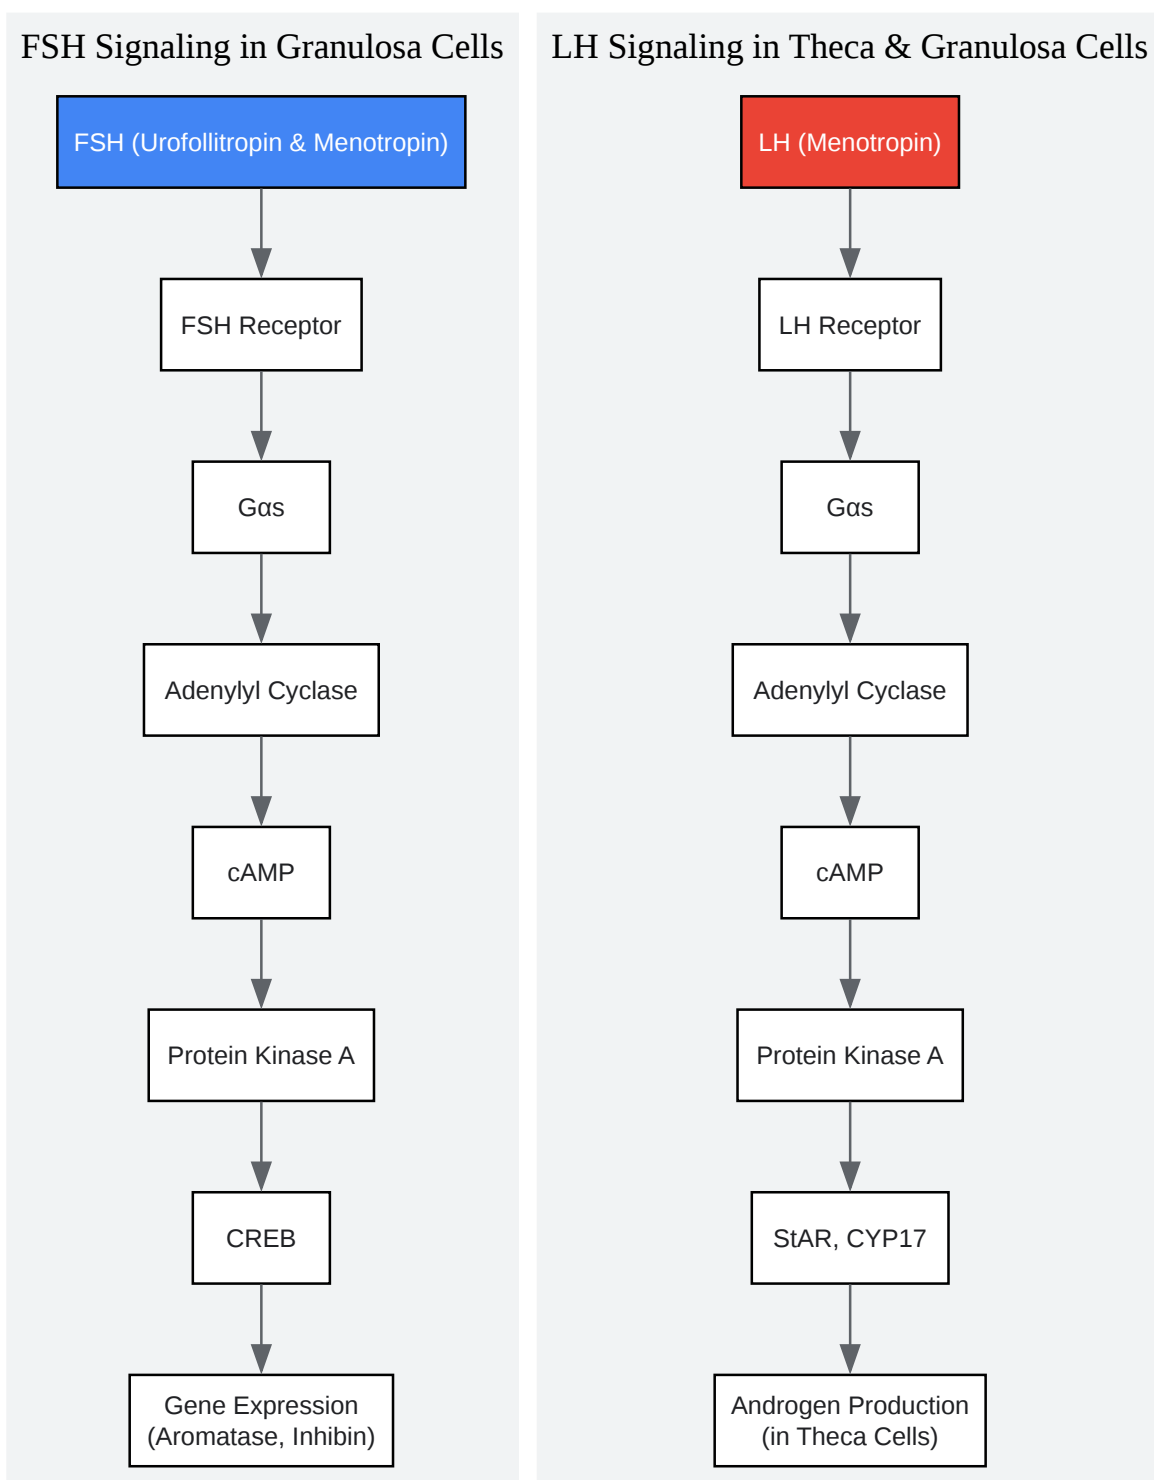 FSH Signaling in Granulosa Cells
FSH (Urofollitropin & Menotropin)
FSH Receptor
Gαs
Adenylyl Cyclase
cAMP
Protein Kinase A
CREB
Gene Expression
(Aromatase, Inhibin)
LH Signaling in Theca & Granulosa Cells
LH (Menotropin)
LH Receptor
Gαs
Adenylyl Cyclase
cAMP
Protein Kinase A
StAR, CYP17
Androgen Production
(in Theca Cells)